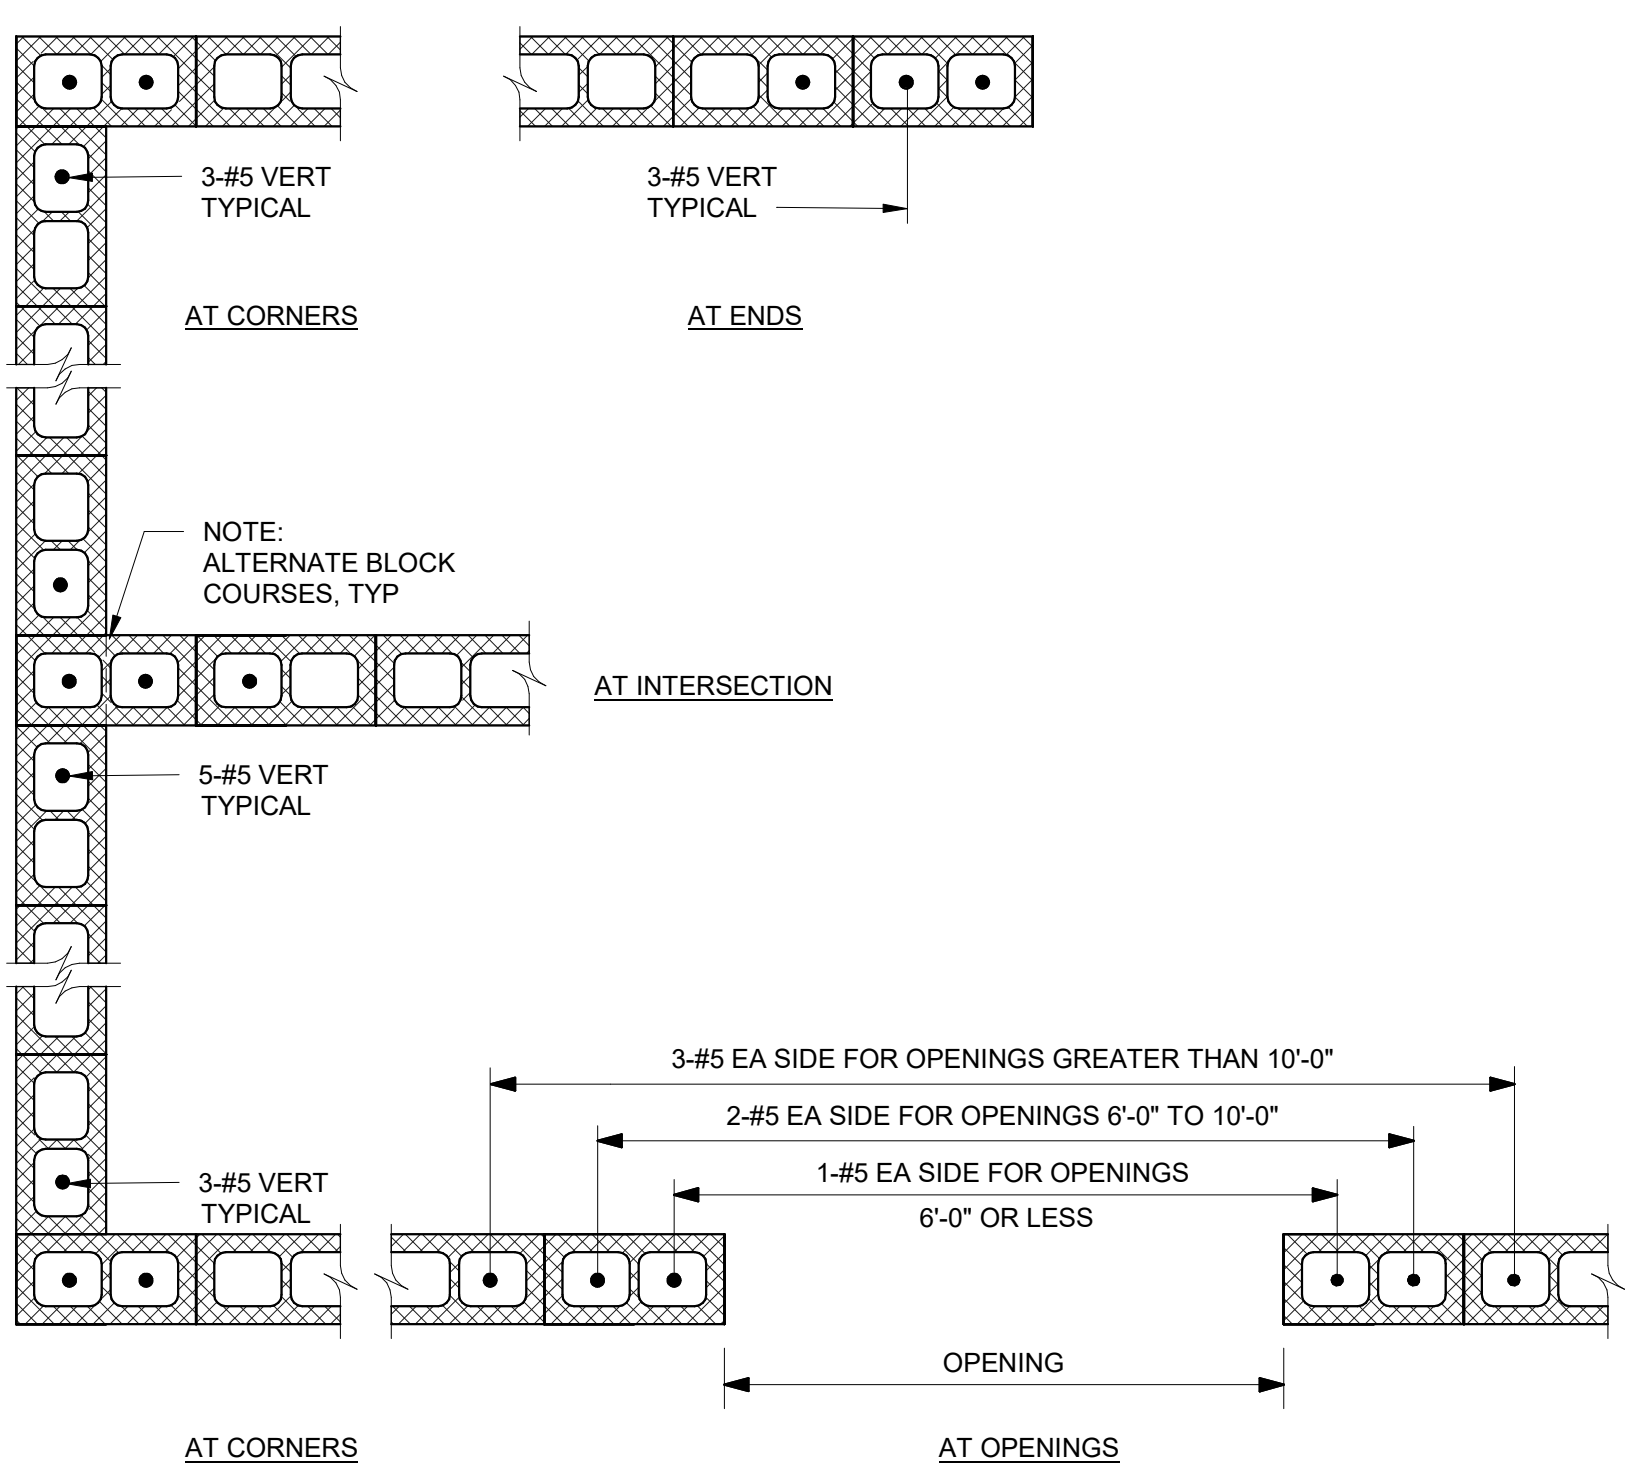 3-#5 VERT
TYPICAL
3-#5 VERT
TYPICAL
AT CORNERS
AT ENDS
NOTE:
ALTERNATE BLOCK
COURSES, TYP
AT INTERSECTION
5-#5 VERT
TYPICAL
3-#5 EA SIDE FOR OPENINGS GREATER THAN 10'-0"
2-#5 EA SIDE FOR OPENINGS 6'-0" TO 10'-0"
1-#5 EA SIDE FOR OPENINGS
6'-0" OR LESS
3-#5 VERT
TYPICAL
OPENING
AT CORNERS
AT OPENINGS